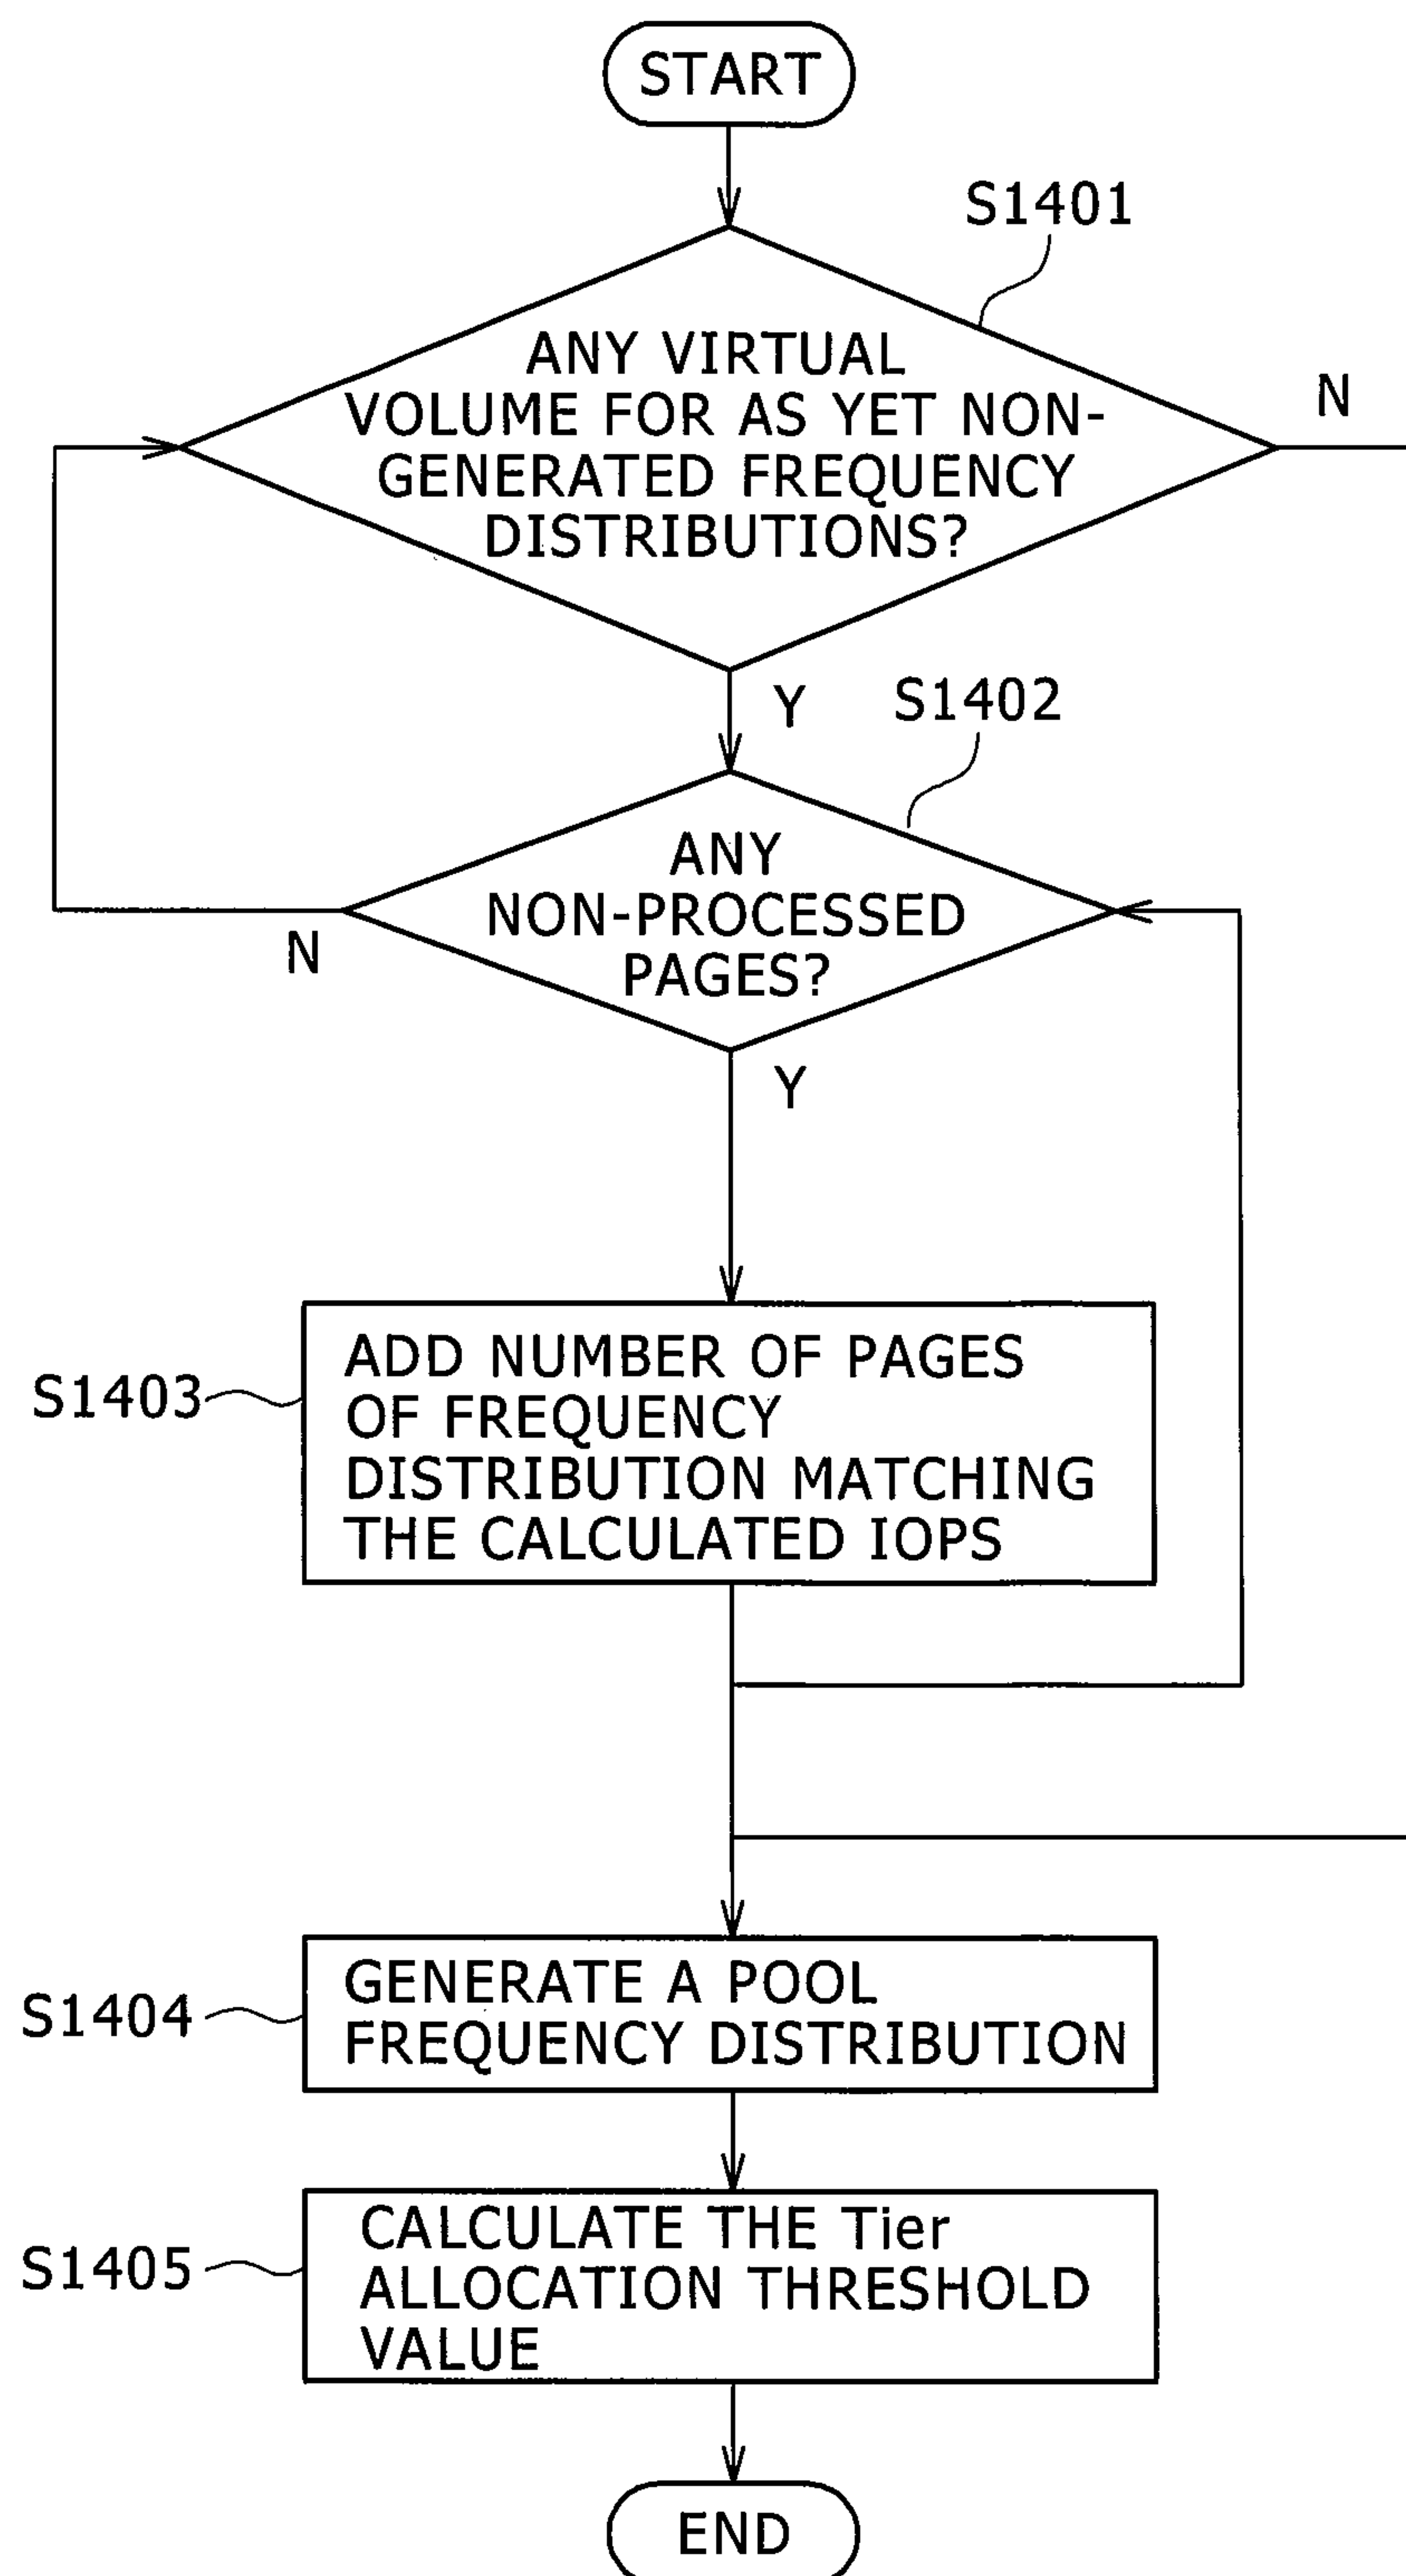 START
S1401
ANY VIRTUAL
VOLUME FOR AS YET NON-
GENERATED FREQUENCY
DISTRIBUTIONS?
N
Y
S1402
ANY
NON-PROCESSED
PAGES?
N
Y
S1403
ADD NUMBER OF PAGES
OF FREQUENCY
DISTRIBUTION MATCHING
THE CALCULATED IOPS
S1404
GENERATE A POOL
FREQUENCY DISTRIBUTION
S1405
CALCULATE THE Tier
ALLOCATION THRESHOLD
VALUE
END